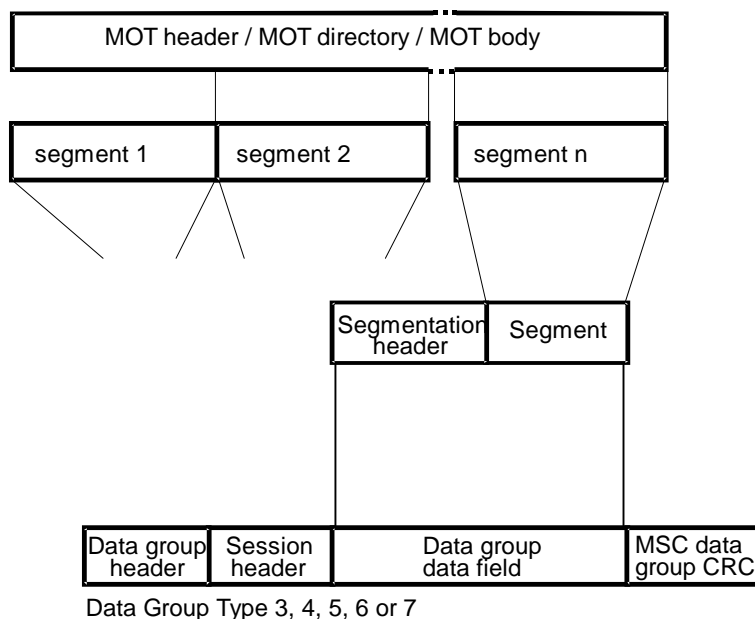 MOT header / MOT directory / MOT body
segment 1
segment 2
segment n
Segmentation
header
Segment
Data group
header
Session
header
Data group
data field
MSC data
group CRC
Data Group Type 3, 4, 5, 6 or 7